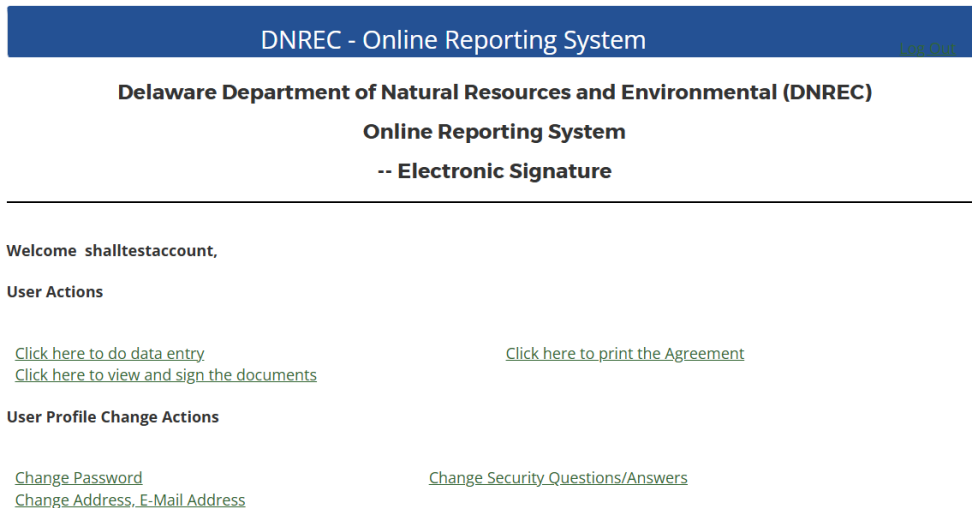 DNREC - Online Reporting System
Log Out
Delaware Department of Natural Resources and Environmental (DNREC)
Online Reporting System
-- Electronic Signature
Welcome shalltestaccount,
User Actions
Click here to do data entry Click here to print the Agreement
Click here to view and sign the documents
User Profile Change Actions
Change Password Change Security Questions/Answers
Change Address, E-Mail Address